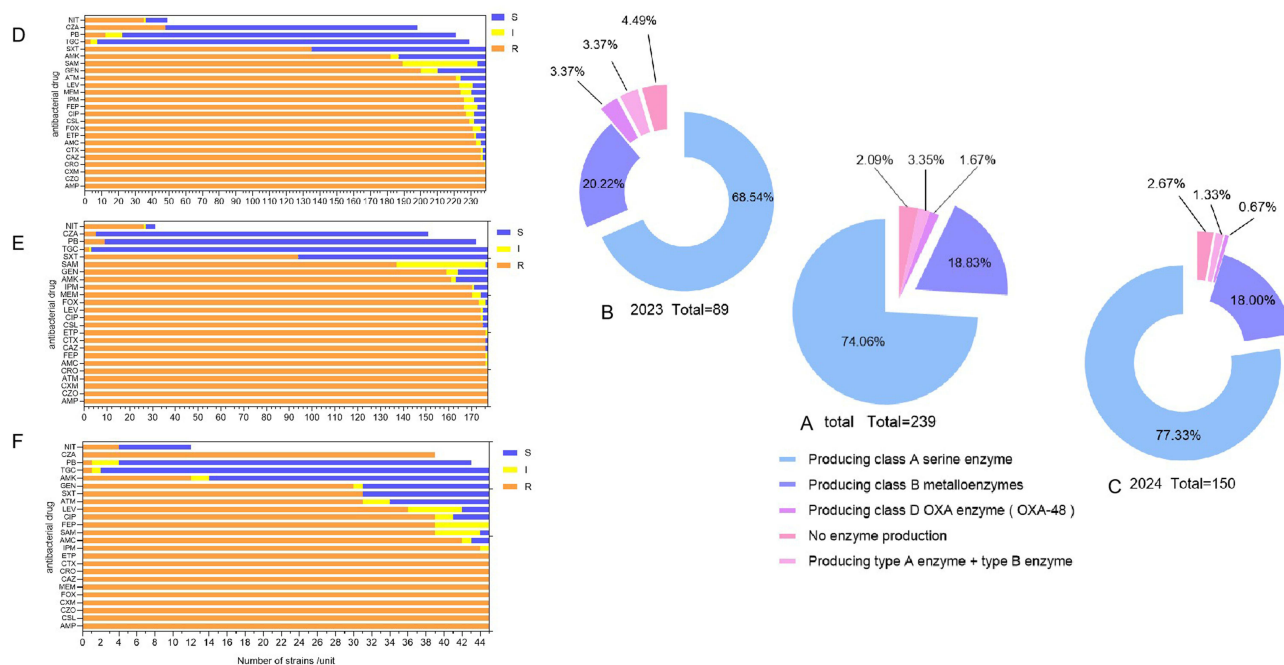 D
antibacterial drug
NIT
CZA
PB
TGC
SXT
AMK
SAM
GEN
ATM
LEV
MEM
IPM
FEP
CIP
CSL
FOX
ETP
AMC
CTX
CAZ
CRO
CXM
CZO
AMP
0 10 20 30 40 50 60 70 80 90 100 110 120 130 140 150 160 170 180 190 200 210 220 230
S
I
R
E
antibacterial drug
NIT
CZA
PB
TGC
SXT
SAM
GEN
AMK
IPM
MEM
FOX
LEV
CIP
CSL
ETP
CTX
CAZ
FEP
AMC
CRO
ATM
CXM
CZO
AMP
0 10 20 30 40 50 60 70 80 90 100 110 120 130 140 150 160 170
S
I
R
F
antibacterial drug
NIT
CZA
PB
TGC
AMK
GEN
SXT
ATM
LEV
CIP
FEP
SAM
AMC
IPM
ETP
CTX
CRO
CAZ
MEM
FOX
CXM
CZO
CSL
AMP
0 2 4 6 8 10 12 14 16 18 20 22 24 26 28 30 32 34 36 38 40 42 44
Number of strains /unit
S
I
R
4.49%
3.37%
3.37%
20.22%
68.54%
B 2023 Total=89
2.09% 3.35% 1.67%
18.83%
74.06%
A total Total=239
2.67%
1.33%
0.67%
18.00%
77.33%
C 2024 Total=150
Producing class A serine enzyme
Producing class B metalloenzymes
Producing class D OXA enzyme ( OXA-48 )
No enzyme production
Producing type A enzyme + type B enzyme